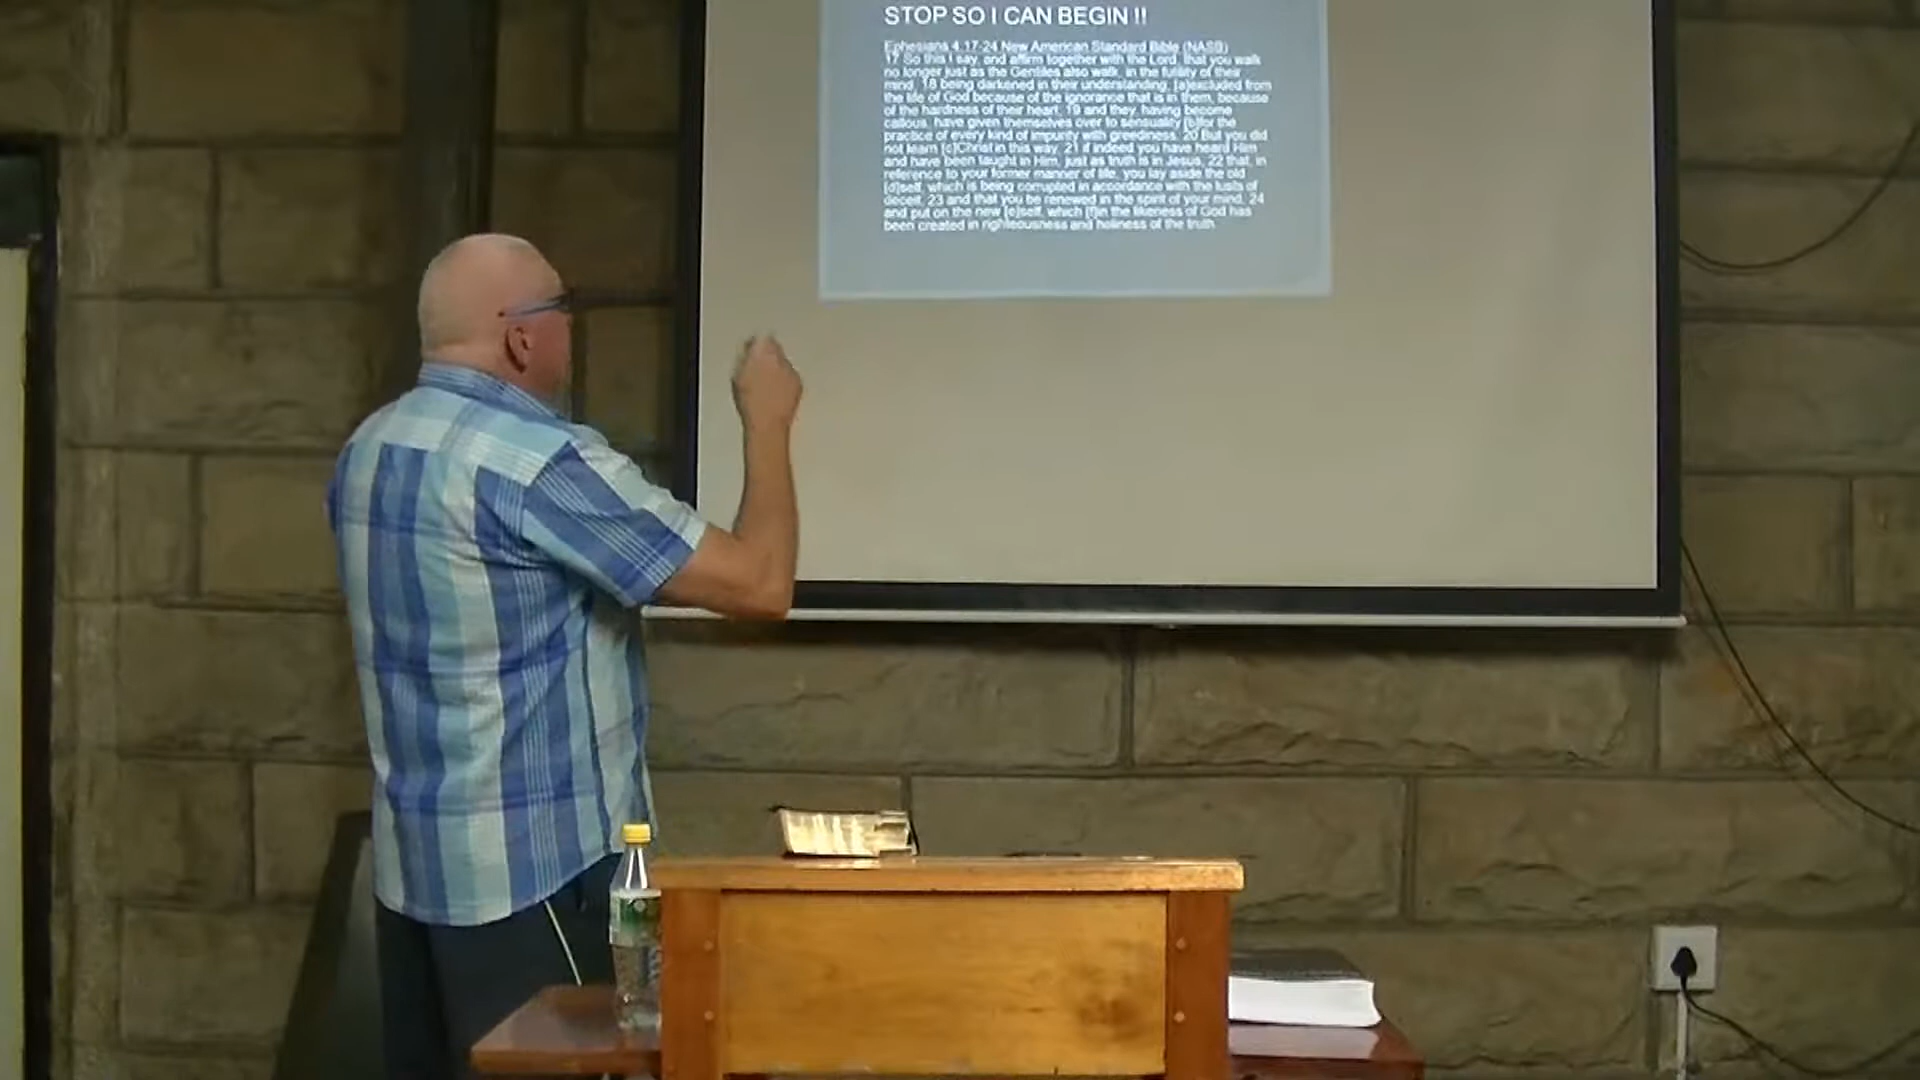 STOP SO I CAN BEGIN !!
Ephesians 4:17-24 New American Standard Bible (NASB)
17 So this I say, and affirm together with the Lord, that you walk
no longer just as the Gentiles also walk, in the futility of their
mind, 18 being darkened in their understanding, [a]excluded from
the life of God because of the ignorance that is in them, because
of the hardness of their heart; 19 and they, having become
callous, have given themselves over to sensuality [b]for the
practice of every kind of impurity with greediness. 20 But you did
not learn [c]Christ in this way, 21 if indeed you have heard Him
and have been taught in Him, just as truth is in Jesus, 22 that, in
reference to your former manner of life, you lay aside the old
[d]self, which is being corrupted in accordance with the lusts of
deceit, 23 and that you be renewed in the spirit of your mind, 24
and put on the new [e]self, which [f]in the likeness of God has
been created in righteousness and holiness of the truth.